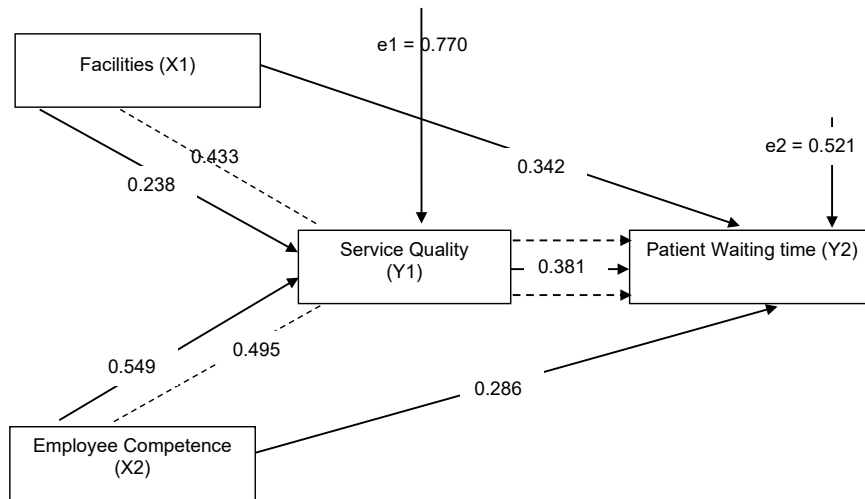 e1 = 0.770
Facilities (X1)
e2 = 0.521
0.433
0.342
0.238
Service Quality
(Y1)
Patient Waiting time (Y2)
0.381
0.495
0.549
0.286
Employee Competence
(X2)